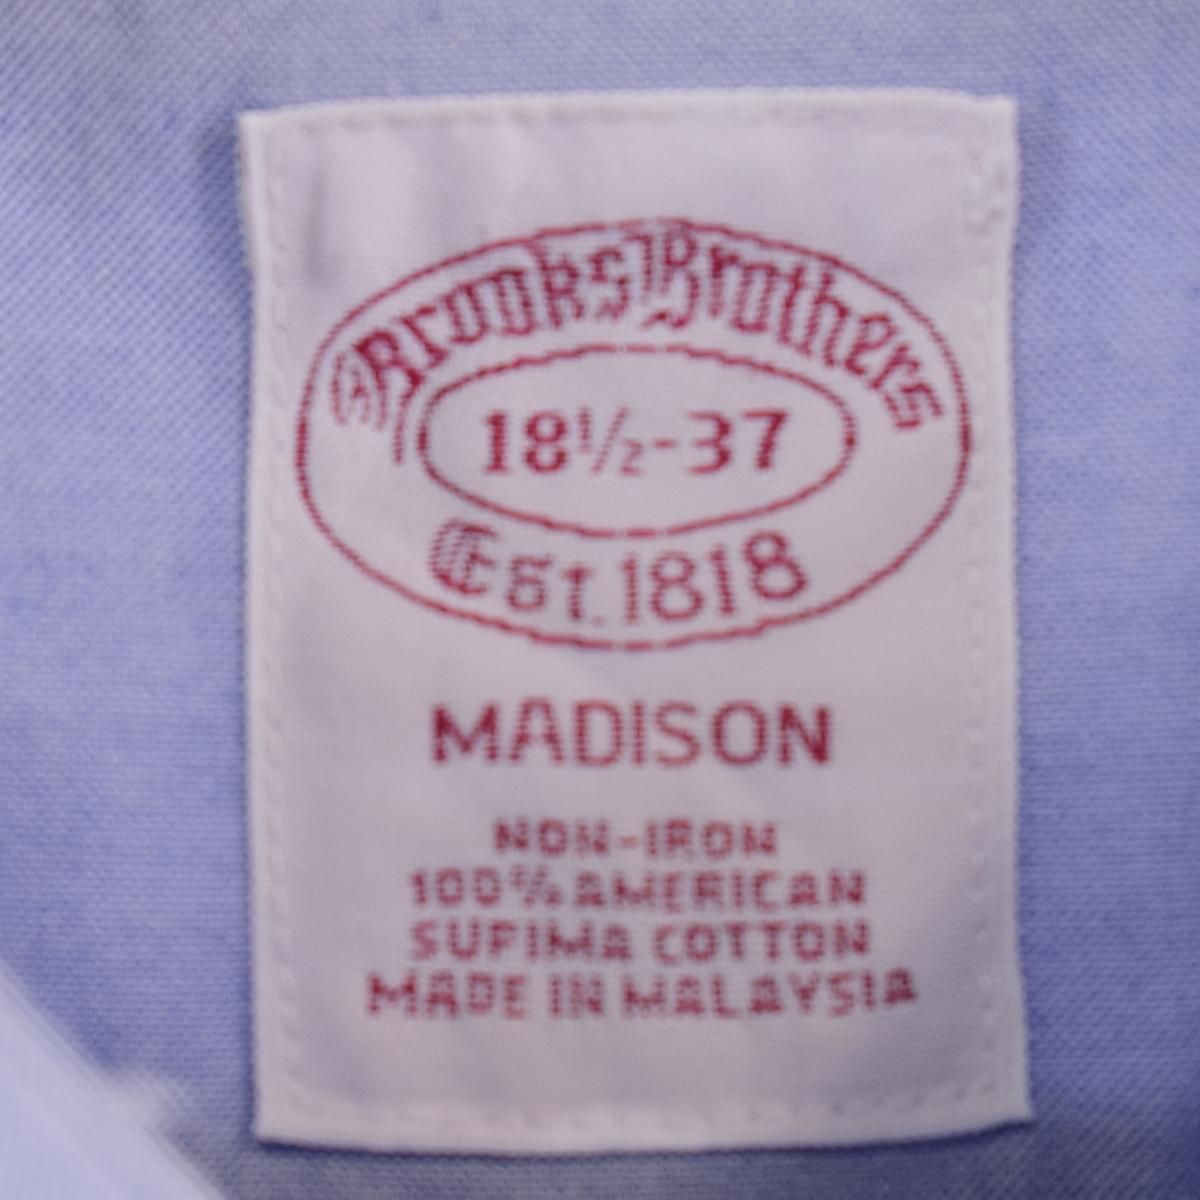 Brooks Brothers
18½-37
Est. 1818
MADISON
NON-IRON
100% AMERICAN
SUPIMA COTTON
MADE IN MALAYSIA